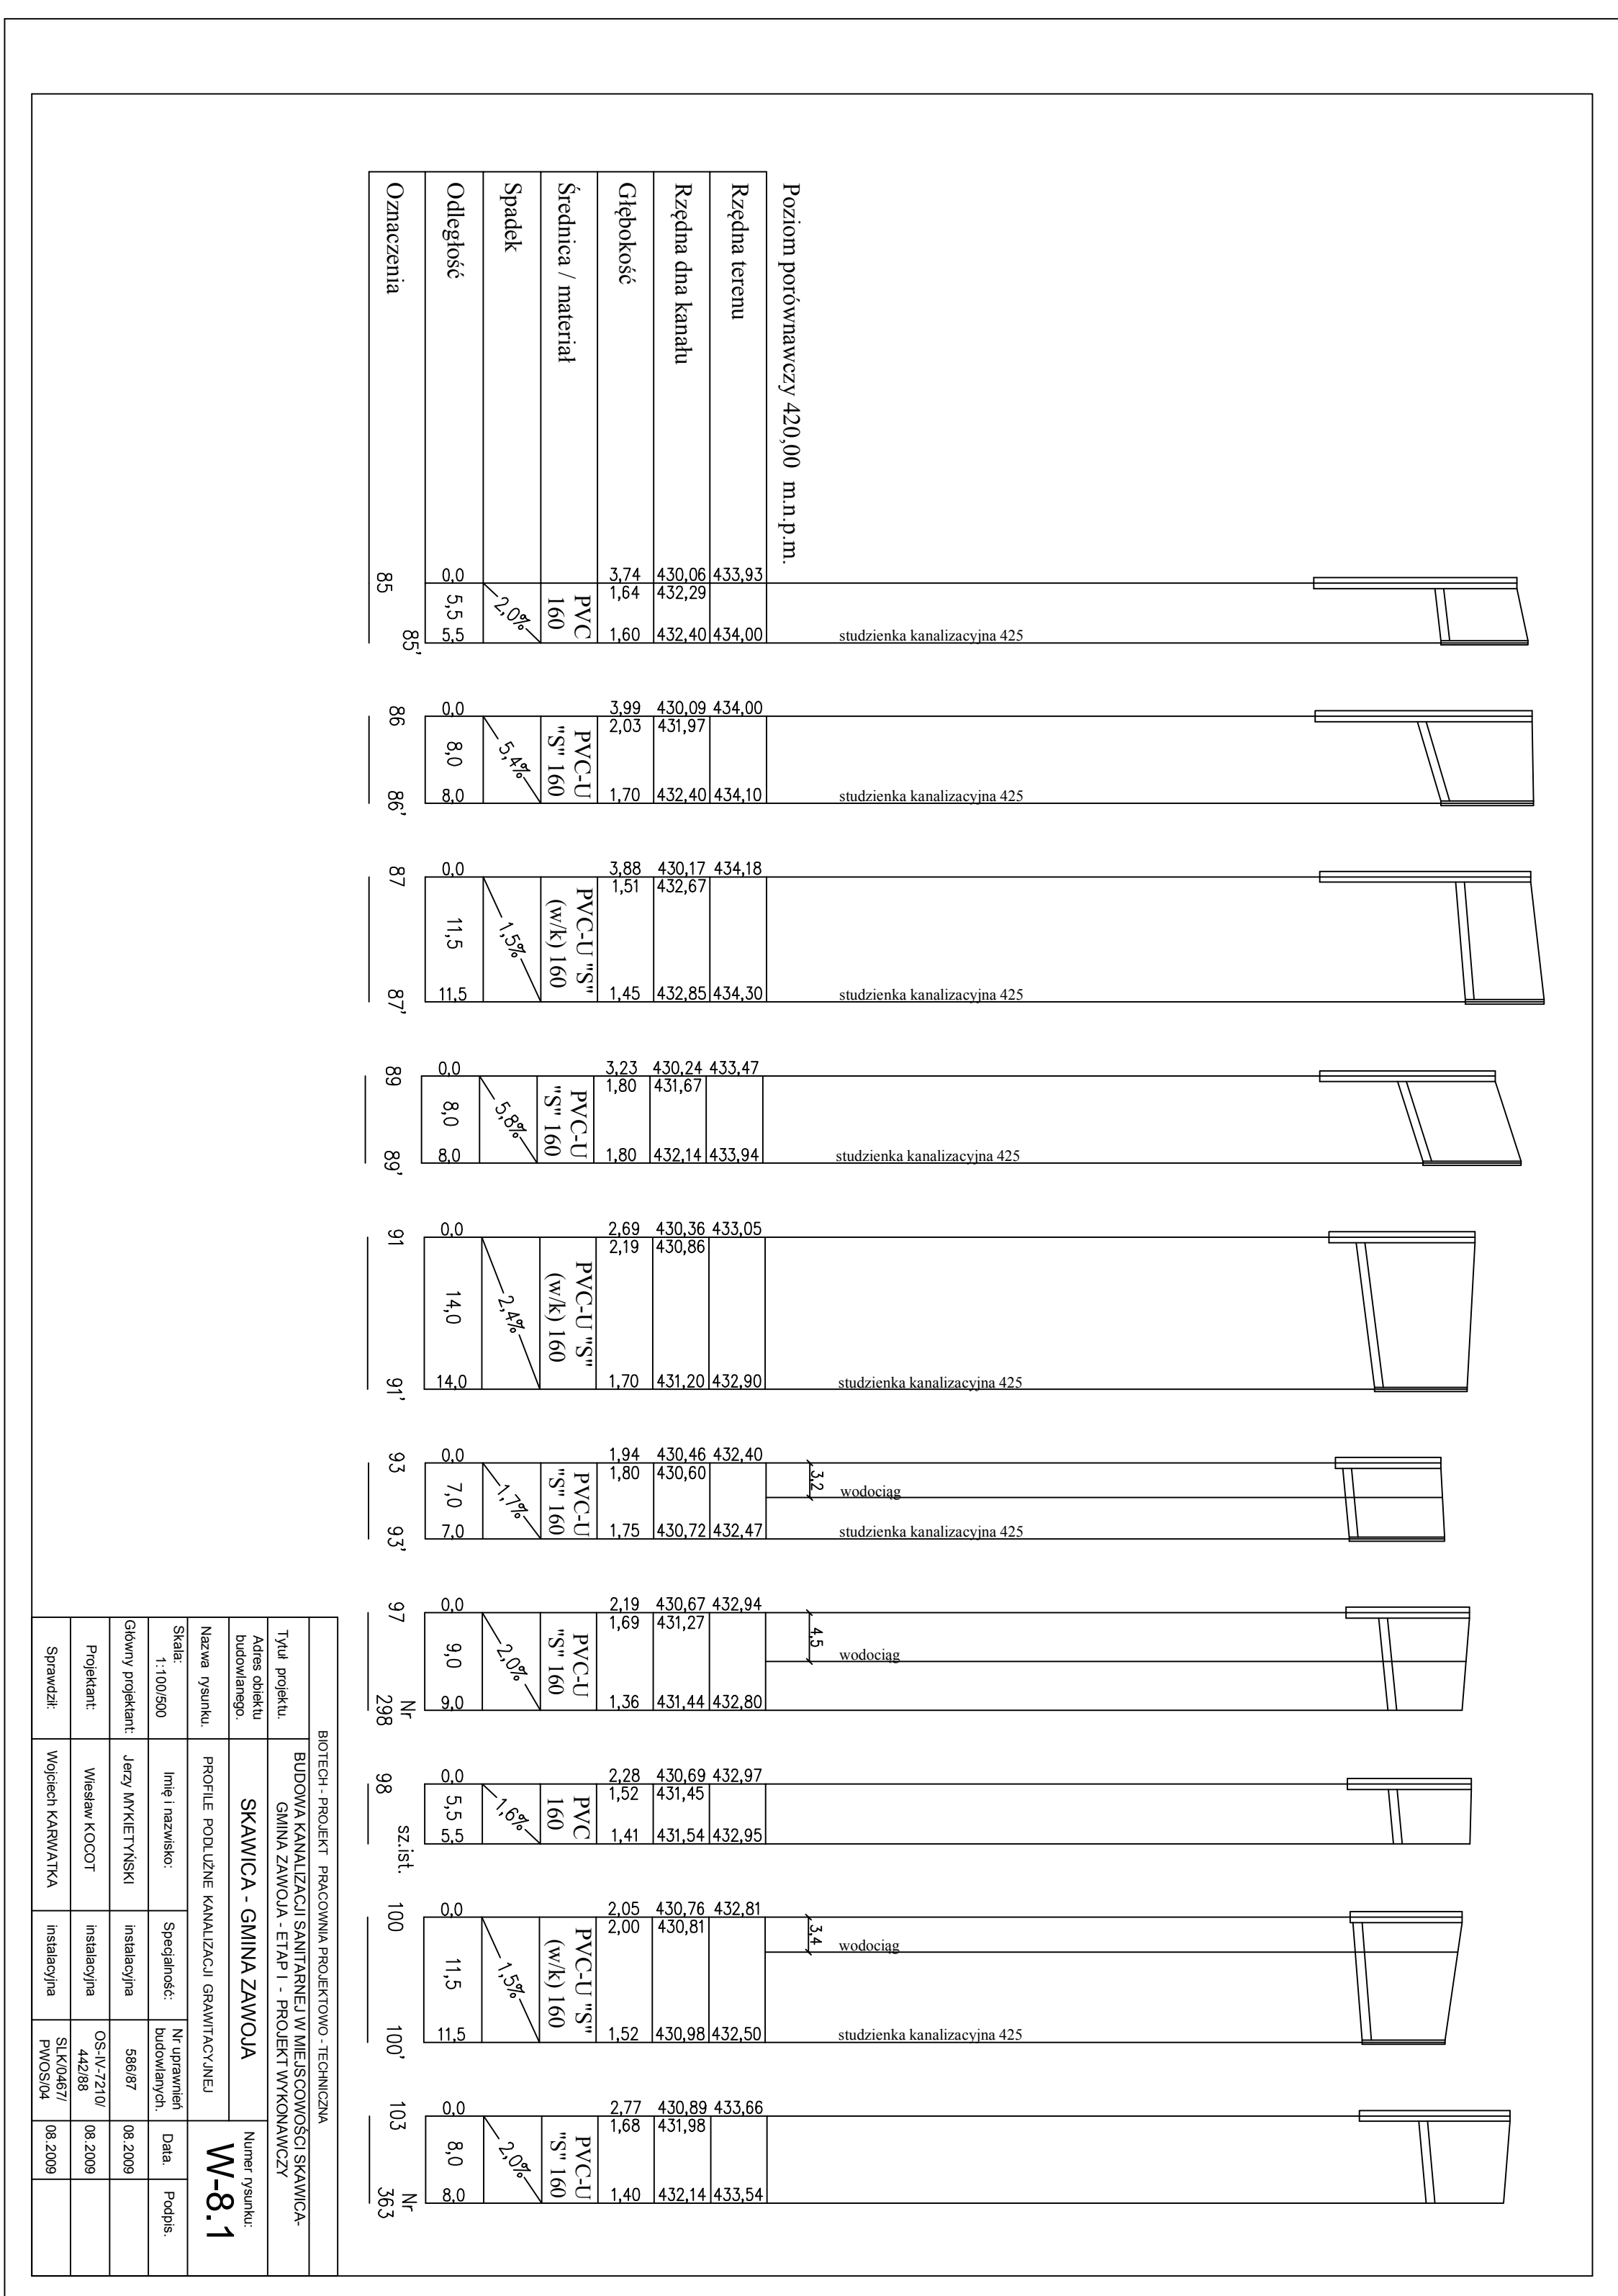 Poziom porównawczy 420,00 m.n.p.m.
Rzędna terenu
Rzędna dna kanału
Głębokość
Średnica / materiał
Spadek
Odległość
Oznaczenia
433,93
430,06
3,74
432,29
1,64
0,0
PVC
160
2,0%
5,5
434,00
432,40
1,60
5,5
85
85'
studzienka kanalizacyjna 425
434,00
430,09
3,99
431,97
2,03
0,0
PVC-U
"S" 160
5,4%
8,0
434,10
432,40
1,70
8,0
86
86'
studzienka kanalizacyjna 425
434,18
430,17
3,88
432,67
1,51
0,0
PVC-U "S"
(w/k) 160
1,5%
11,5
434,30
432,85
1,45
11,5
87
87'
studzienka kanalizacyjna 425
433,47
430,24
3,23
431,67
1,80
0,0
PVC-U
"S" 160
5,8%
8,0
433,94
432,14
1,80
8,0
89
89'
studzienka kanalizacyjna 425
433,05
430,36
2,69
430,86
2,19
0,0
PVC-U "S"
(w/k) 160
2,4%
14,0
432,90
431,20
1,70
14,0
91
91'
studzienka kanalizacyjna 425
432,40
430,46
1,94
430,60
1,80
0,0
3,2
wodociąg
PVC-U
"S" 160
1,7%
7,0
432,47
430,72
1,75
7,0
93
93'
studzienka kanalizacyjna 425
432,94
430,67
2,19
431,27
1,69
0,0
4,5
wodociąg
PVC-U
"S" 160
2,0%
9,0
432,80
431,44
1,36
9,0
97
Nr
298
432,97
430,69
2,28
431,45
1,52
0,0
PVC
160
1,6%
5,5
432,95
431,54
1,41
5,5
98
sz.ist.
432,81
430,76
2,05
430,81
2,00
0,0
3,4
wodociąg
PVC-U "S"
(w/k) 160
1,5%
11,5
432,50
430,98
1,52
11,5
100
100'
studzienka kanalizacyjna 425
433,66
430,89
2,77
431,98
1,68
0,0
PVC-U
"S" 160
2,0%
8,0
433,54
432,14
1,40
8,0
103
Nr
363
BIOTECH - PROJEKT PRACOWNIA PROJEKTOWO - TECHNICZNA
Tytuł projektu.
BUDOWA KANALIZACJI SANITARNEJ W MIEJSCOWOŚCI SKAWICA-
GMINA ZAWOJA - ETAP I - PROJEKT WYKONAWCZY
Adres obiektu
budowlanego.
SKAWICA - GMINA ZAWOJA
Numer rysunku:
W-8.1
Nazwa rysunku.
PROFILE PODŁUŻNE KANALIZACJI GRAWITACYJNEJ
Skala:
1:100/500
Imię i nazwisko:
Specjalność:
Nr uprawnień
budowlanych.
Data.
Podpis.
Główny projektant:
Jerzy MYKIETYŃSKI
instalacyjna
586/87
08.2009
Projektant:
Wiesław KOCOT
instalacyjna
OS-IV-7210/
442/88
08.2009
Sprawdził:
Wojciech KARWATKA
instalacyjna
SLK/0467/
PWOS/04
08.2009